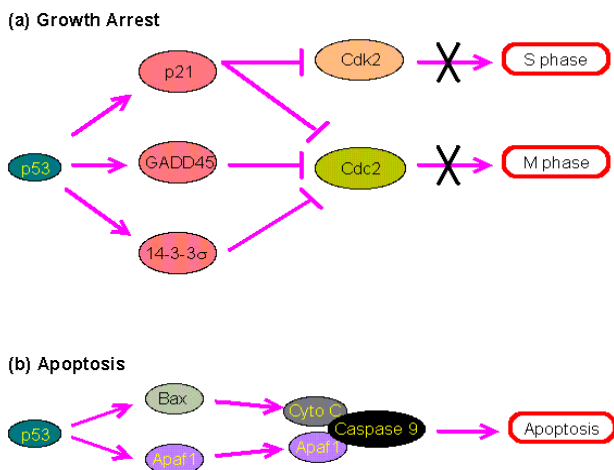 (a) Growth Arrest
p21
Cdk2
S phase
p53
GADD45
Cdc2
M phase
14-3-3σ
(b) Apoptosis
Bax
Cyto C
p53
Caspase 9
Apoptosis
Apaf1
Apaf1